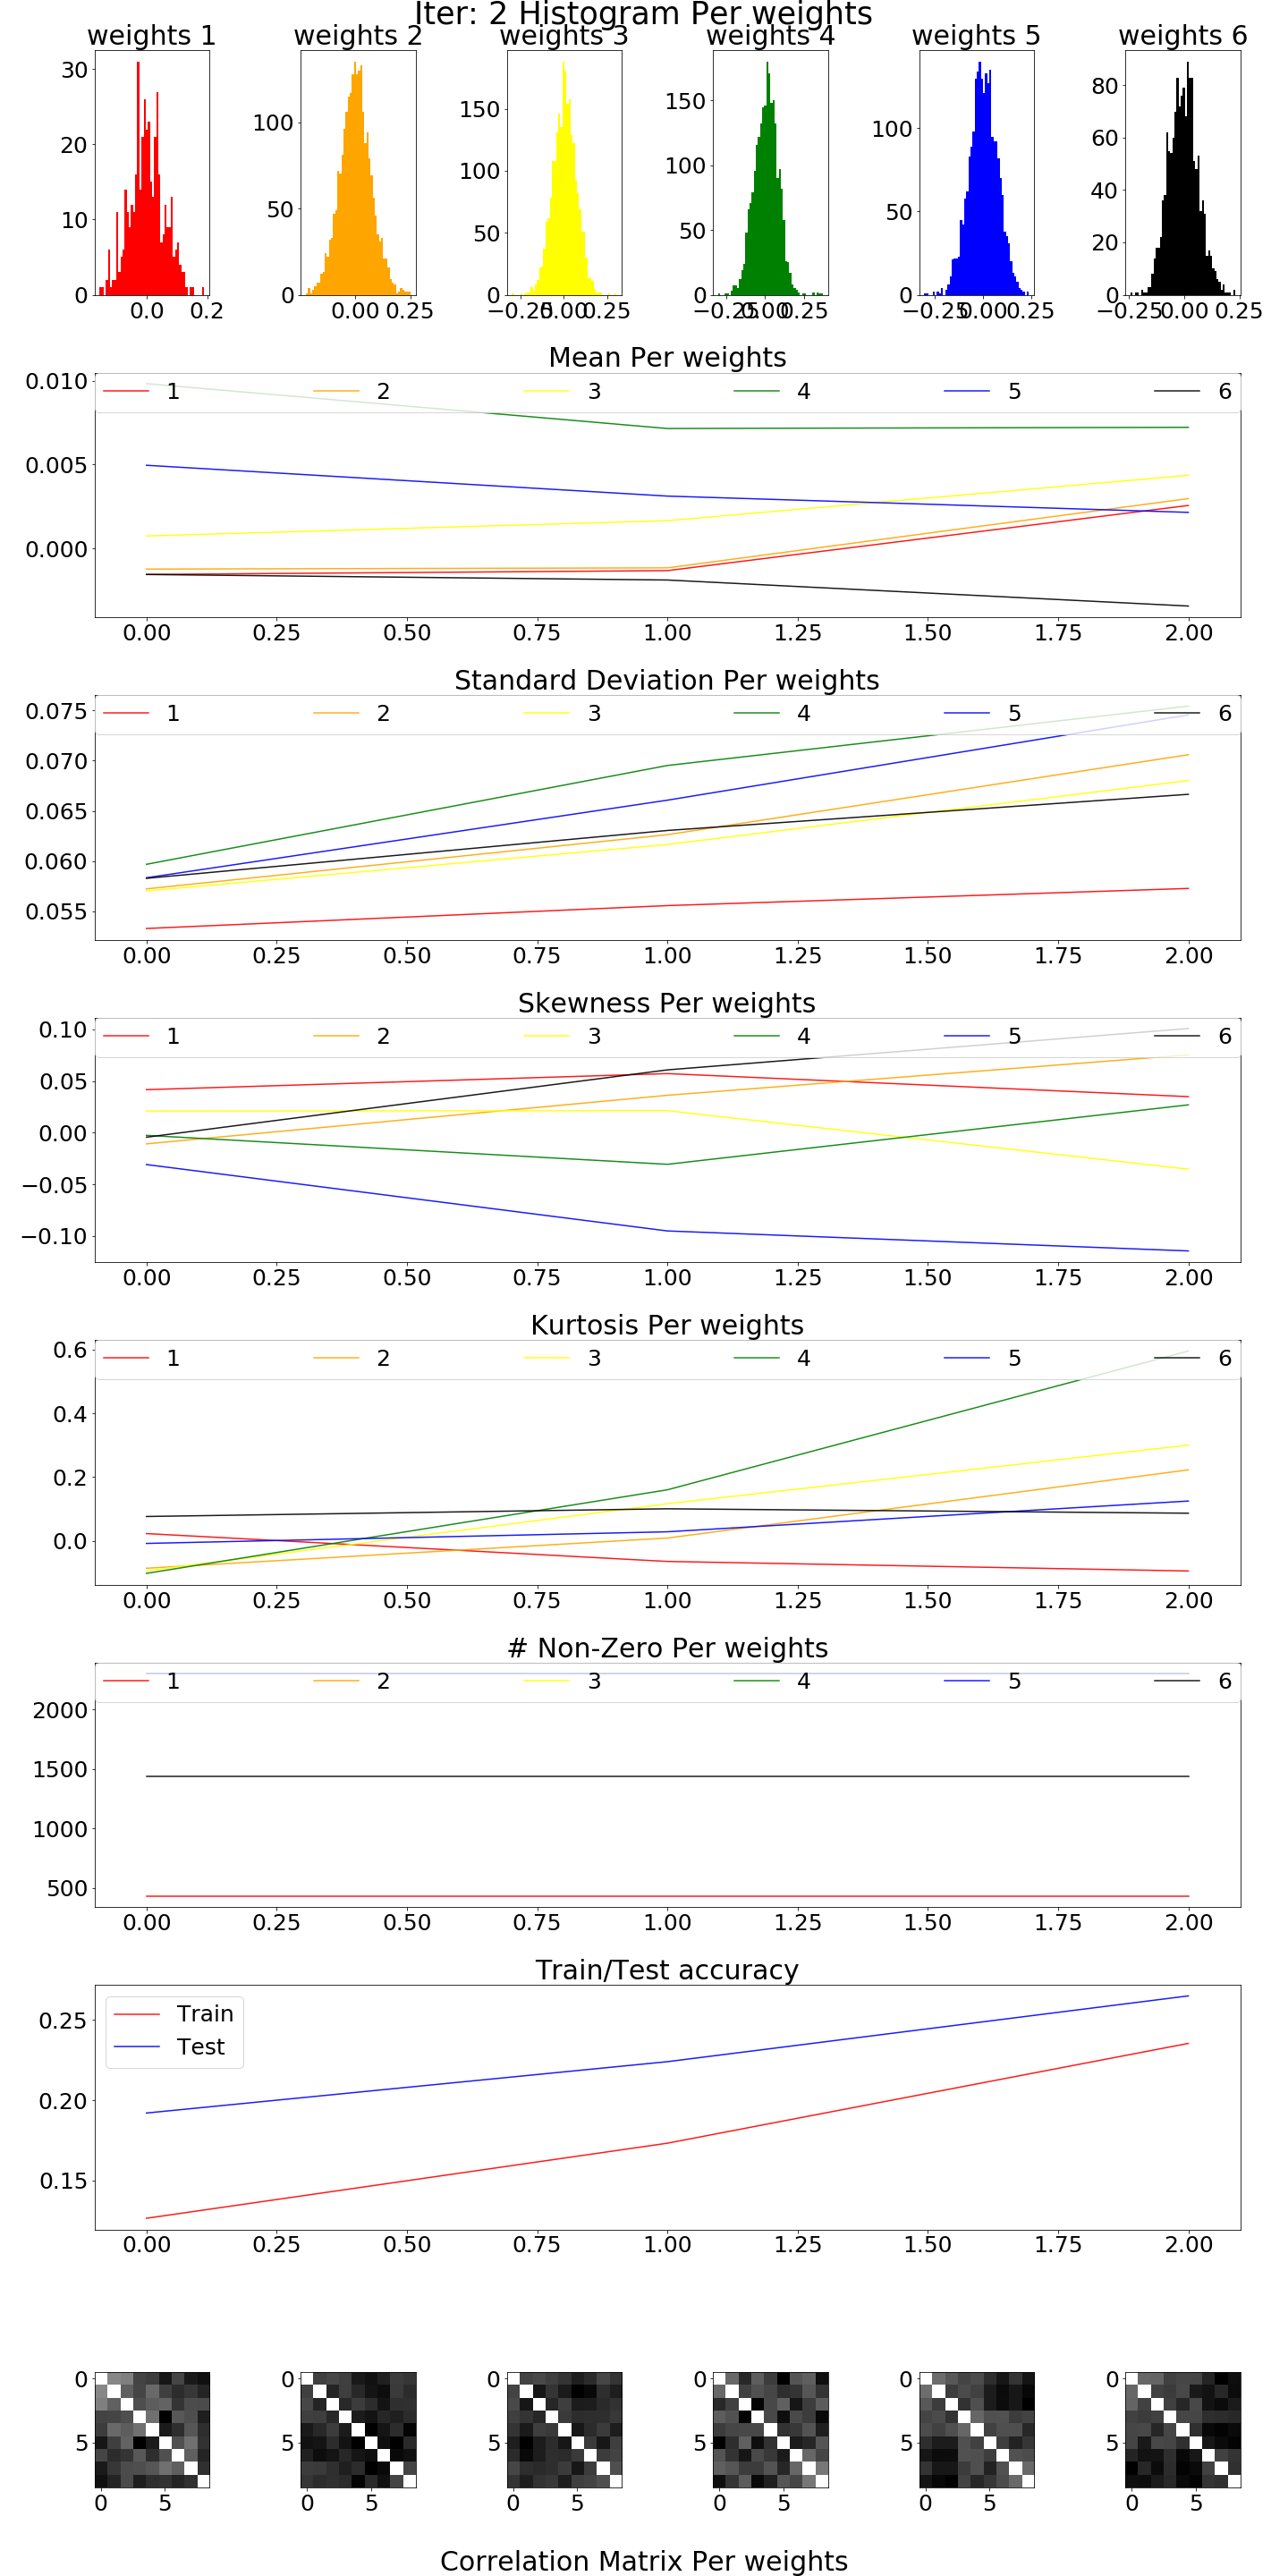 Iter: 2 Histogram Per weights
weights 1 weights 2 weights 3 weights 4 weights 5 weights 6
30
20
10
0
0.0 0.2
100
50
0
0.00 0.25
150
100
50
0
−0.25 0.00 0.25
150
100
50
0
−0.25 0.00 0.25
100
50
0
−0.25 0.00 0.25
80
60
40
20
0
−0.25 0.00 0.25
Mean Per weights
1 2 3 4 5 6
0.010
0.005
0.000
0.00 0.25 0.50 0.75 1.00 1.25 1.50 1.75 2.00
Standard Deviation Per weights
1 2 3 4 5 6
0.075
0.070
0.065
0.060
0.055
0.00 0.25 0.50 0.75 1.00 1.25 1.50 1.75 2.00
Skewness Per weights
1 2 3 4 5 6
0.10
0.05
0.00
−0.05
−0.10
0.00 0.25 0.50 0.75 1.00 1.25 1.50 1.75 2.00
Kurtosis Per weights
1 2 3 4 5 6
0.6
0.4
0.2
0.0
0.00 0.25 0.50 0.75 1.00 1.25 1.50 1.75 2.00
# Non-Zero Per weights
1 2 3 4 5 6
2000
1500
1000
500
0.00 0.25 0.50 0.75 1.00 1.25 1.50 1.75 2.00
Train/Test accuracy
Train
Test
0.25
0.20
0.15
0.00 0.25 0.50 0.75 1.00 1.25 1.50 1.75 2.00
0 0 0 0 0 0
5 5 5 5 5 5
0 5 0 5 0 5 0 5 0 5 0 5
Correlation Matrix Per weights